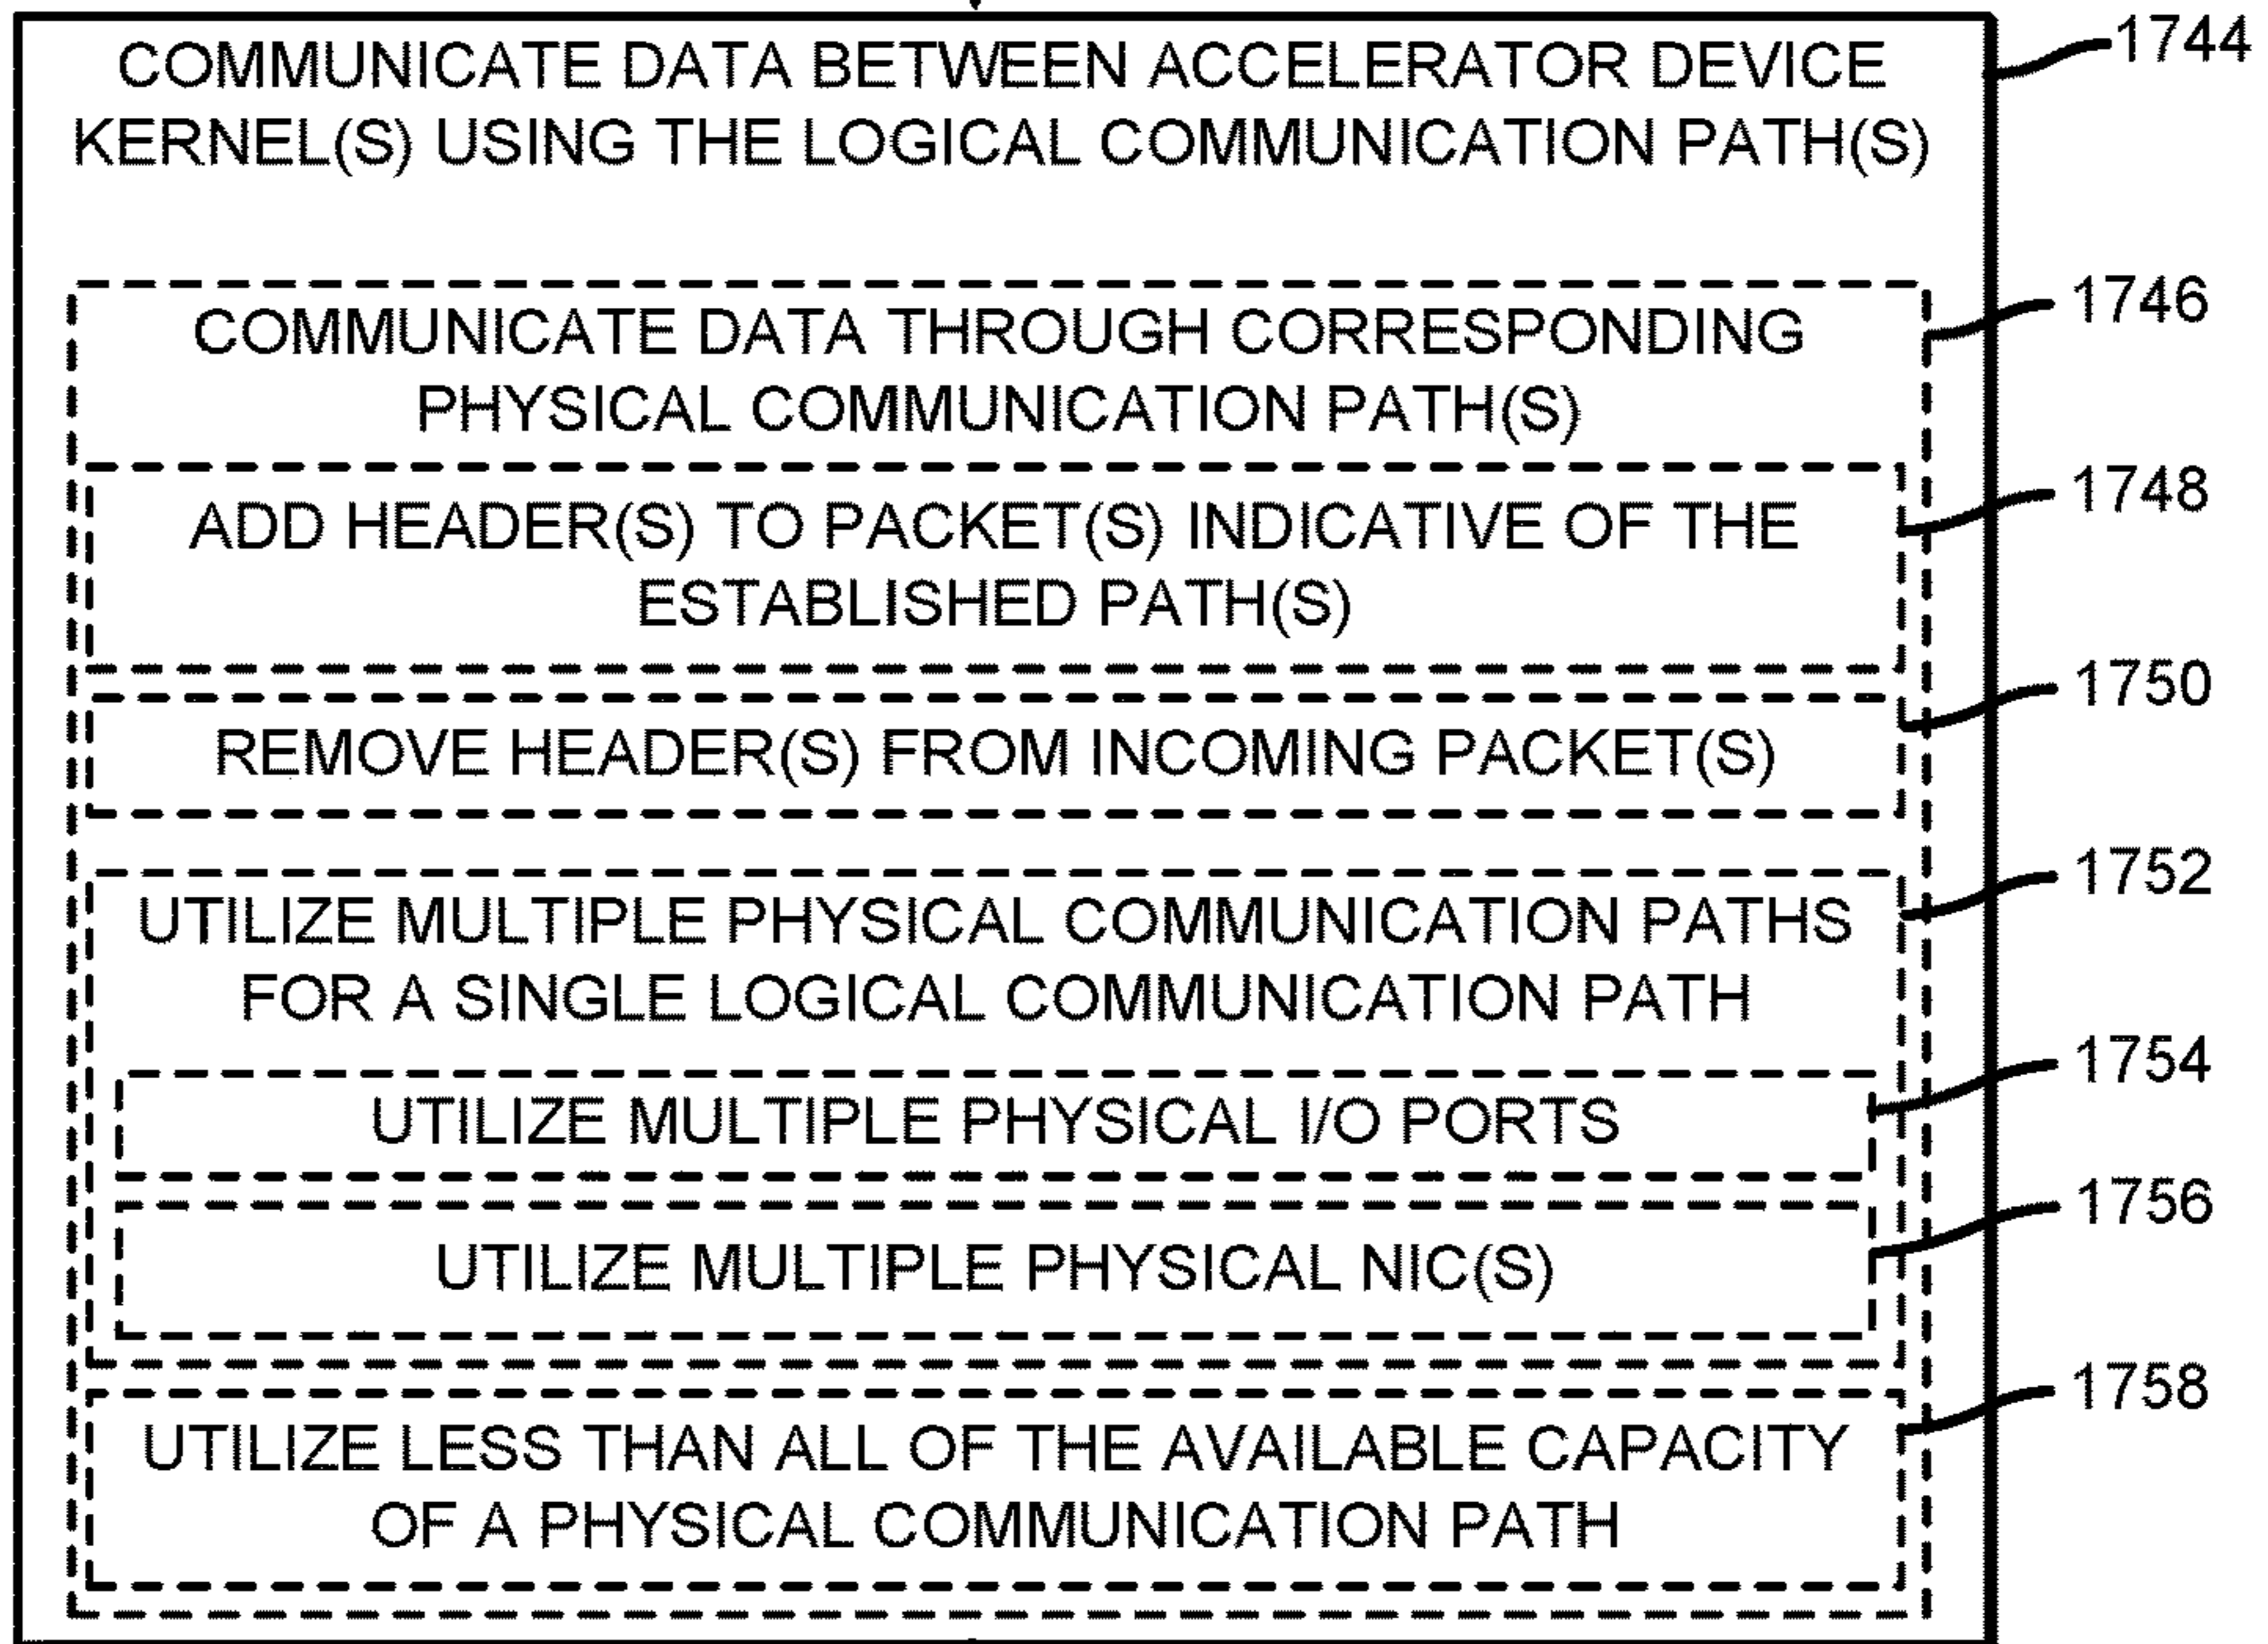 COMMUNICATE DATA BETWEEN ACCELERATOR DEVICE
KERNEL(S) USING THE LOGICAL COMMUNICATION PATH(S)
1744
COMMUNICATE DATA THROUGH CORRESPONDING
PHYSICAL COMMUNICATION PATH(S)
1746
ADD HEADER(S) TO PACKET(S) INDICATIVE OF THE
ESTABLISHED PATH(S)
1748
REMOVE HEADER(S) FROM INCOMING PACKET(S)
1750
UTILIZE MULTIPLE PHYSICAL COMMUNICATION PATHS
FOR A SINGLE LOGICAL COMMUNICATION PATH
1752
UTILIZE MULTIPLE PHYSICAL I/O PORTS
1754
UTILIZE MULTIPLE PHYSICAL NIC(S)
1756
UTILIZE LESS THAN ALL OF THE AVAILABLE CAPACITY
OF A PHYSICAL COMMUNICATION PATH
1758